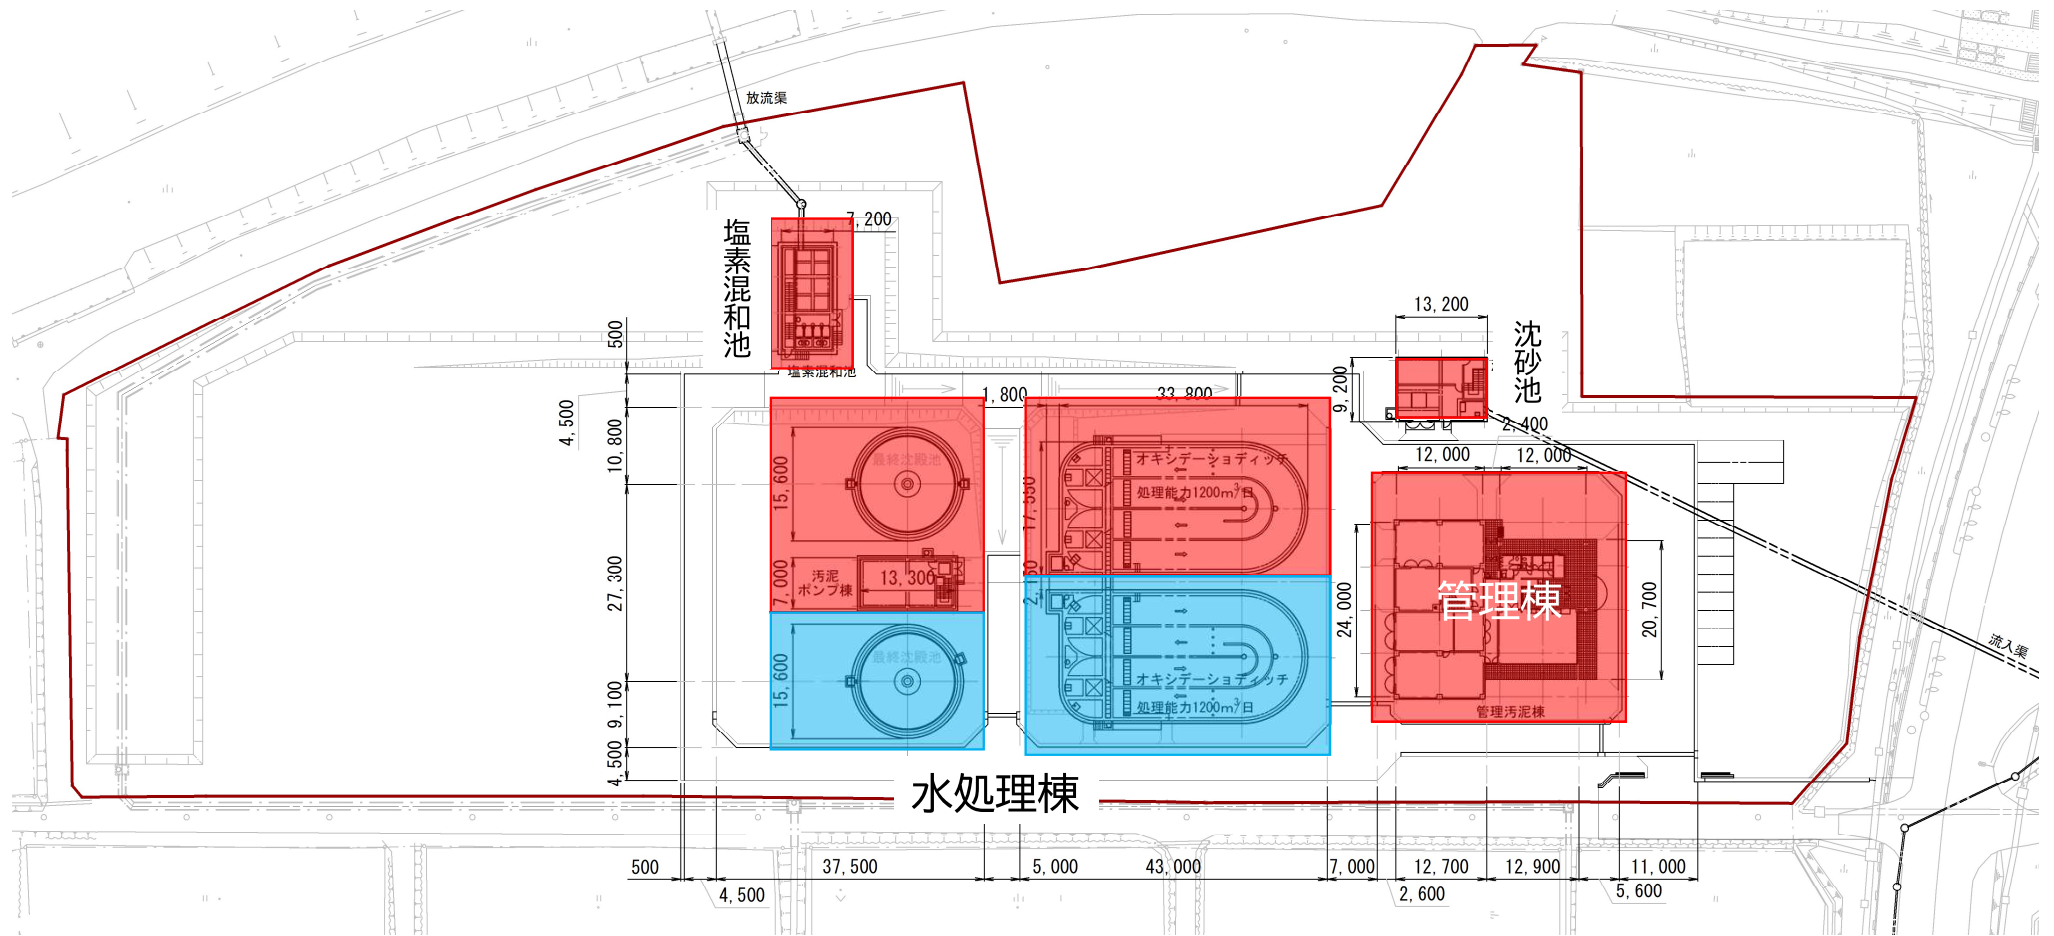 放流渠
7,200
塩素混和池
塩素混和池
500
4,500
10,800
27,300
9,100
4,500
1,800
33,800
13,200
9,200
沈砂池
2,400
12,000
12,000
15,600
最終沈殿池
7,000
汚泥
ポンプ棟
13,300
15,600
最終沈殿池
オキシデーショディッチ
処理能力1200m³/日
オキシデーショディッチ
処理能力1200m³/日
24,000
管理棟
20,700
管理汚泥棟
流入渠
水処理棟
500
4,500
37,500
5,000
43,000
7,000
2,600
12,700
12,900
5,600
11,000